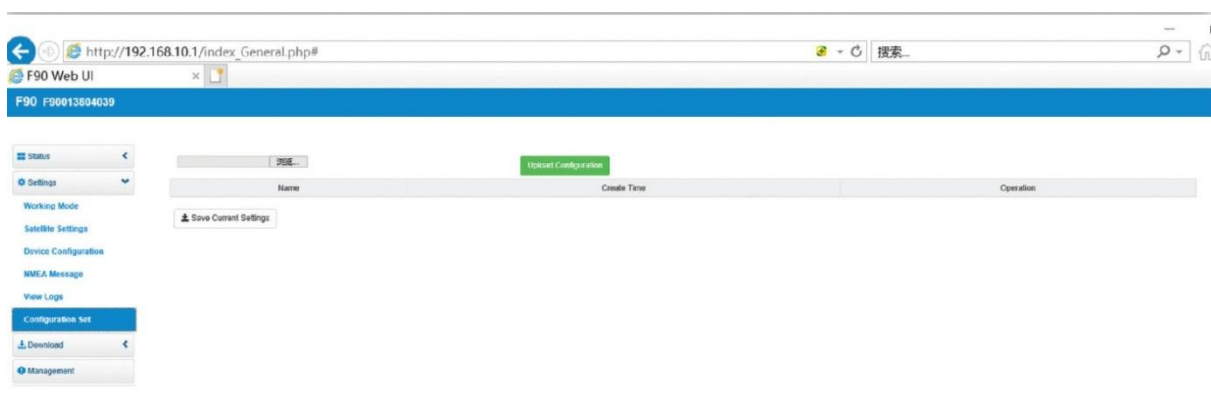 http://192.168.10.1/index_General.php#
搜索...
F90 Web UI
F90 F90013804039
Status
浏览...
Upload Configuration
Settings
Name Create Time Operation
Working Mode
Save Current Settings
Satellite Settings
Device Configuration
NMEA Message
View Logs
Configuration Set
Download
Management